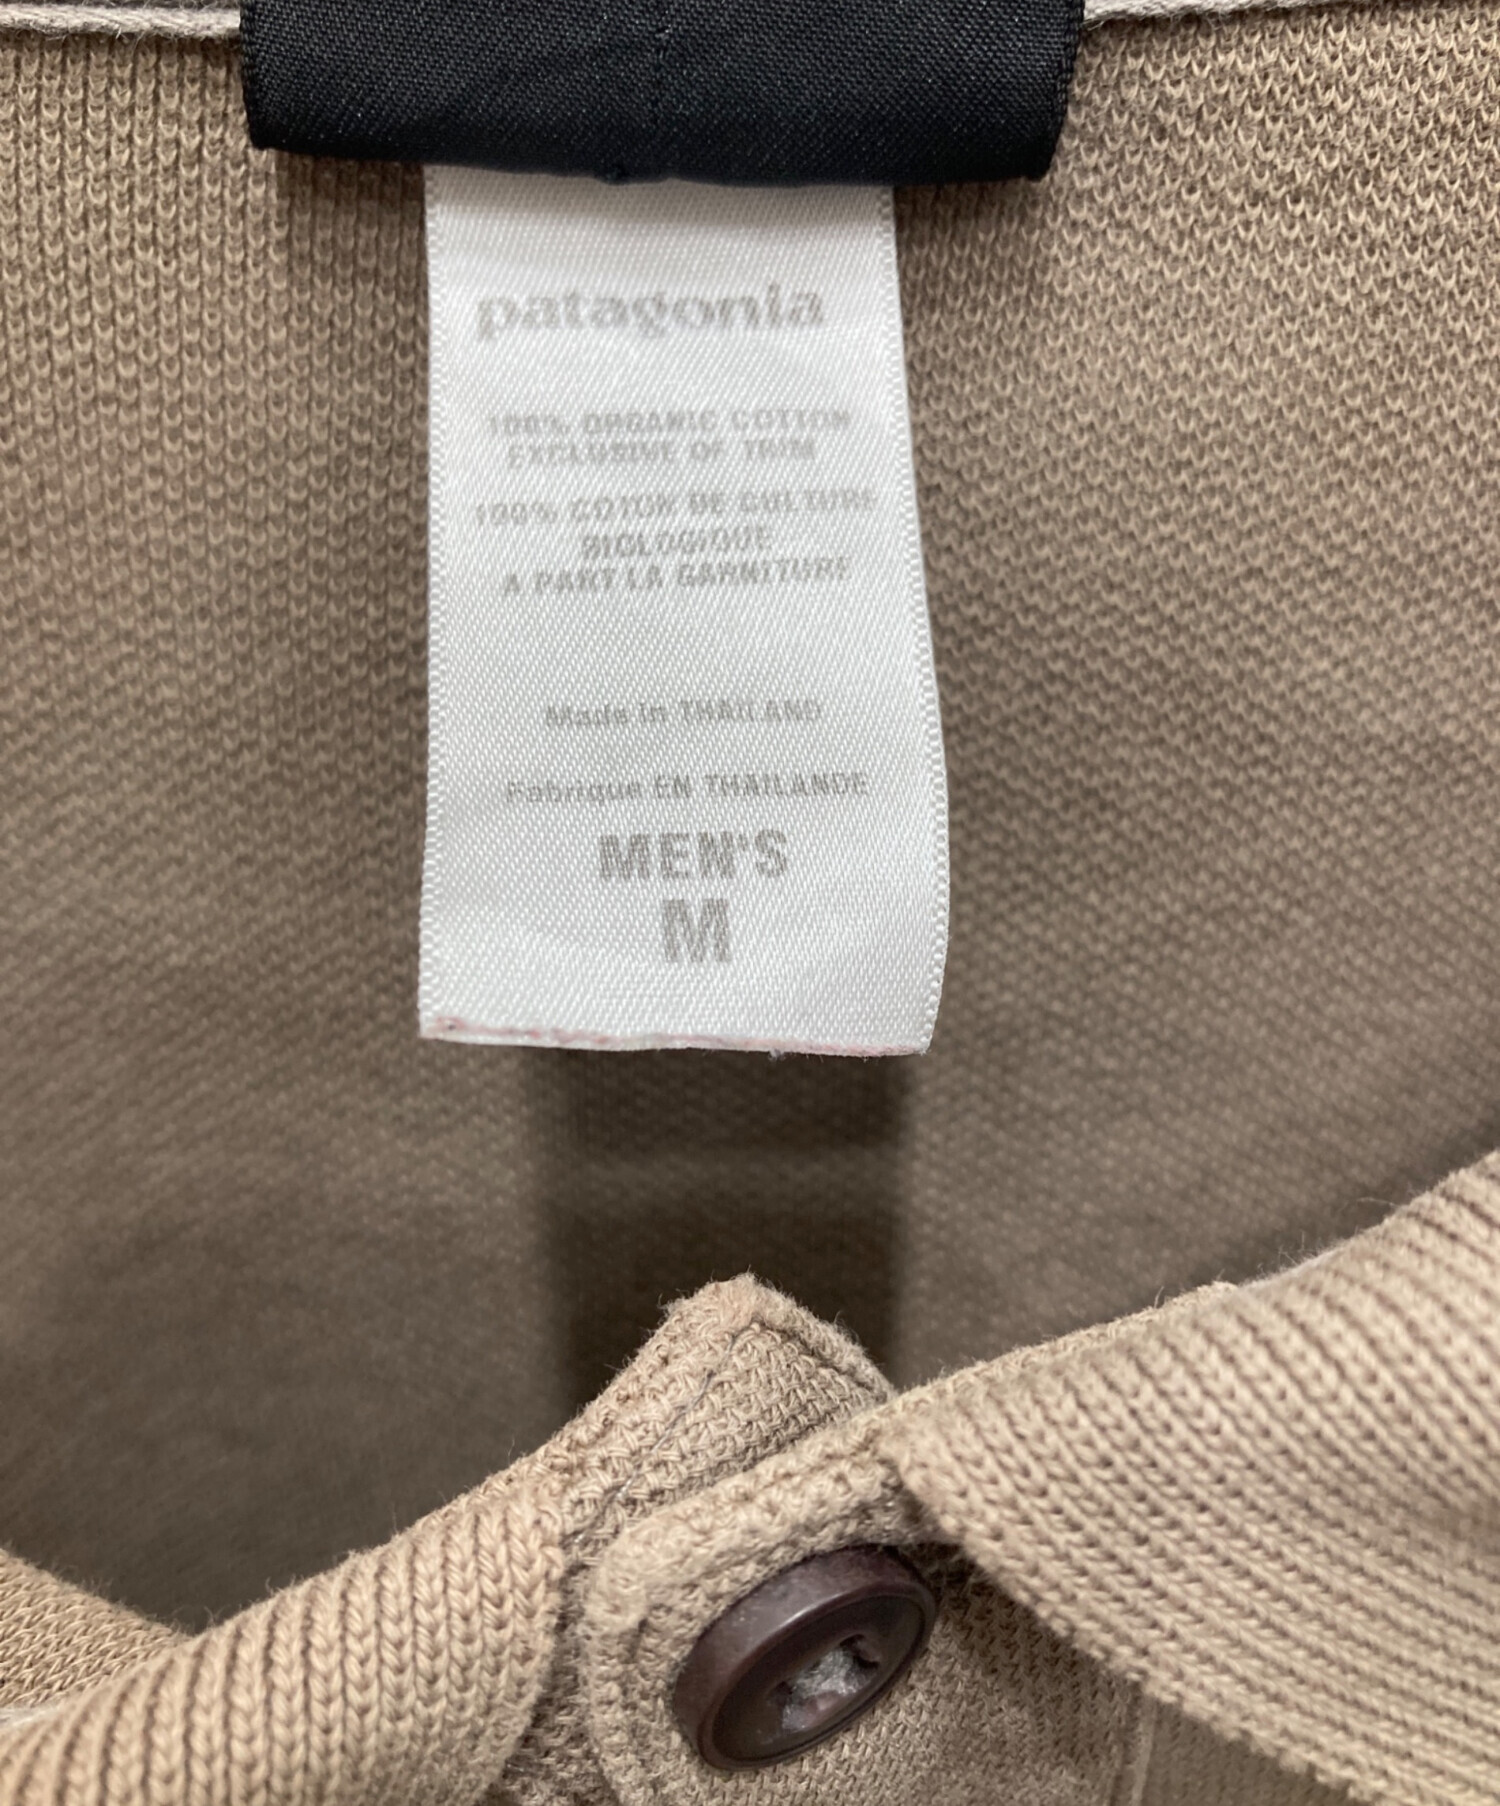 patagonia
100% ORGANIC COTTON
EXCLUSIVE OF TRIM
100% COTON DE CULTURE
BIOLOGIQUE
A PART LA GARNITURE
Made in THAILAND
Fabrique EN THAILANDE
MEN'S
M